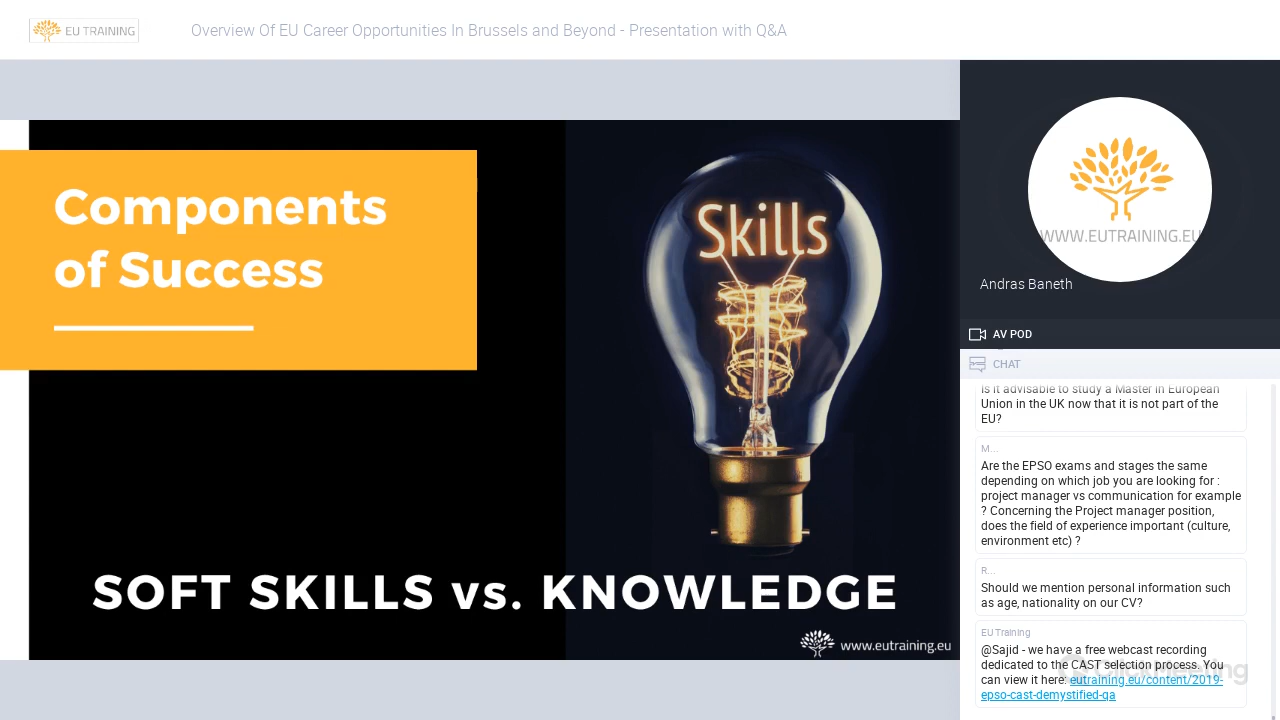 EU TRAINING
Overview Of EU Career Opportunities In Brussels and Beyond - Presentation with Q&A
Components
of Success
Skills
SOFT SKILLS vs. KNOWLEDGE
www.eutraining.eu
WWW.EUTRAINING.EU
Andras Baneth
AV POD
CHAT
Is it advisable to study a Master in European
Union in the UK now that it is not part of the
EU?
M...
Are the EPSO exams and stages the same
depending on which job you are looking for :
project manager vs communication for example
? Concerning the Project manager position,
does the field of experience important (culture,
environment etc) ?
R...
Should we mention personal information such
as age, nationality on our CV?
EU Training
@Sajid - we have a free webcast recording
dedicated to the CAST selection process. You
can view it here: eutraining.eu/content/2019-
epso-cast-demystified-qa
ClickMeeting